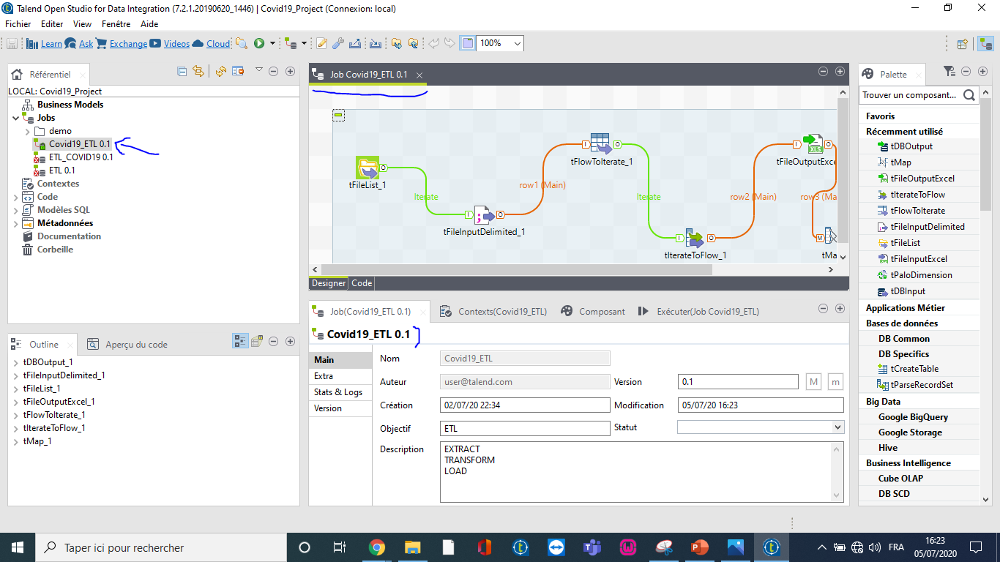 Talend Open Studio for Data Integration (7.2.1.20190620_1446) | Covid19_Project (Connexion: local)
Fichier Editer View Fenêtre Aide
Learn Ask Exchange Videos Cloud 100%
Référentiel
LOCAL: Covid19_Project
Business Models
Jobs
demo
Covid19_ETL 0.1
ETL_COVID19 0.1
ETL 0.1
Contextes
Code
Modèles SQL
Métadonnées
Documentation
Corbeille
Outline Aperçu du code
tDBOutput_1
tFileInputDelimited_1
tFileList_1
tFileOutputExcel_1
tFlowToIterate_1
tIterateToFlow_1
tMap_1
Job Covid19_ETL 0.1
tFileList_1
Iterate
tFileInputDelimited_1
row1 (Main)
tFlowToIterate_1
Iterate
tIterateToFlow_1
row2 (Main)
XLS
tFileOutputExce
row3 (Ma
tMa
Designer Code
Job(Covid19_ETL 0.1) Contexts(Covid19_ETL) Composant Exécuter(Job Covid19_ETL)
Covid19_ETL 0.1
Main
Extra
Stats & Logs
Version
Nom Covid19_ETL
Auteur user@talend.com Version 0.1 M m
Création 02/07/20 22:34 Modification 05/07/20 16:23
Objectif ETL Statut
Description EXTRACT
TRANSFORM
LOAD
Palette
Trouver un composant...
Favoris
Récemment utilisé
tDBOutput
tMap
tFileOutputExcel
tIterateToFlow
tFlowToIterate
tFileInputDelimited
tFileList
tFileInputExcel
tPaloDimension
tDBInput
Applications Métier
Bases de données
DB Common
DB Specifics
tCreateTable
tParseRecordSet
Big Data
Google BigQuery
Google Storage
Hive
Business Intelligence
Cube OLAP
DB SCD
Taper ici pour rechercher
FRA
16:23
05/07/2020